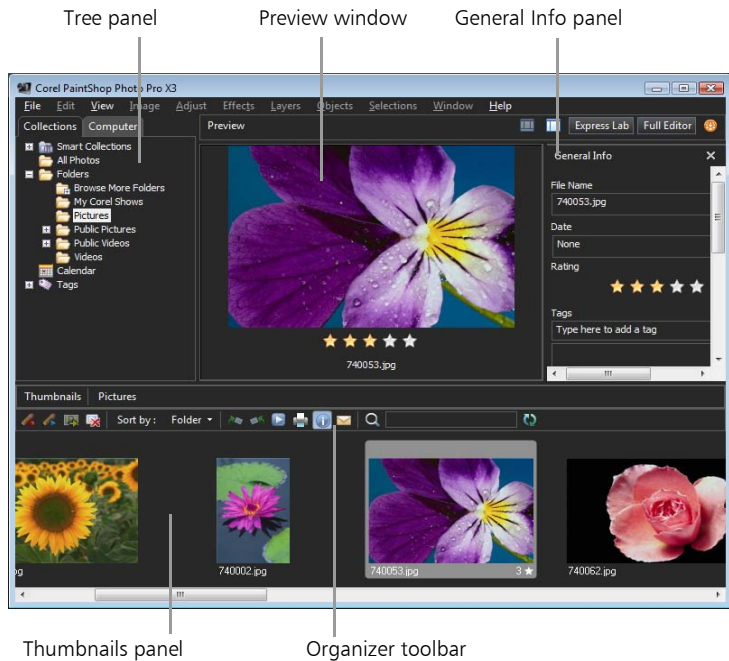 Tree panel
Preview window
General Info panel
Corel PaintShop Photo Pro X3
File Edit View Image Adjust Effects Layers Objects Selections Window Help
Collections Computer
Preview
Express Lab Full Editor
Smart Collections
All Photos
Folders
Browse More Folders
My Corel Shows
Pictures
Public Pictures
Public Videos
Videos
Calendar
Tags
740053.jpg
General Info
File Name
740053.jpg
Date
None
Rating
Tags
Type here to add a tag
Thumbnails Pictures
Sort by: Folder
pg
740002.jpg
740053.jpg 3
740062.jpg
Thumbnails panel
Organizer toolbar